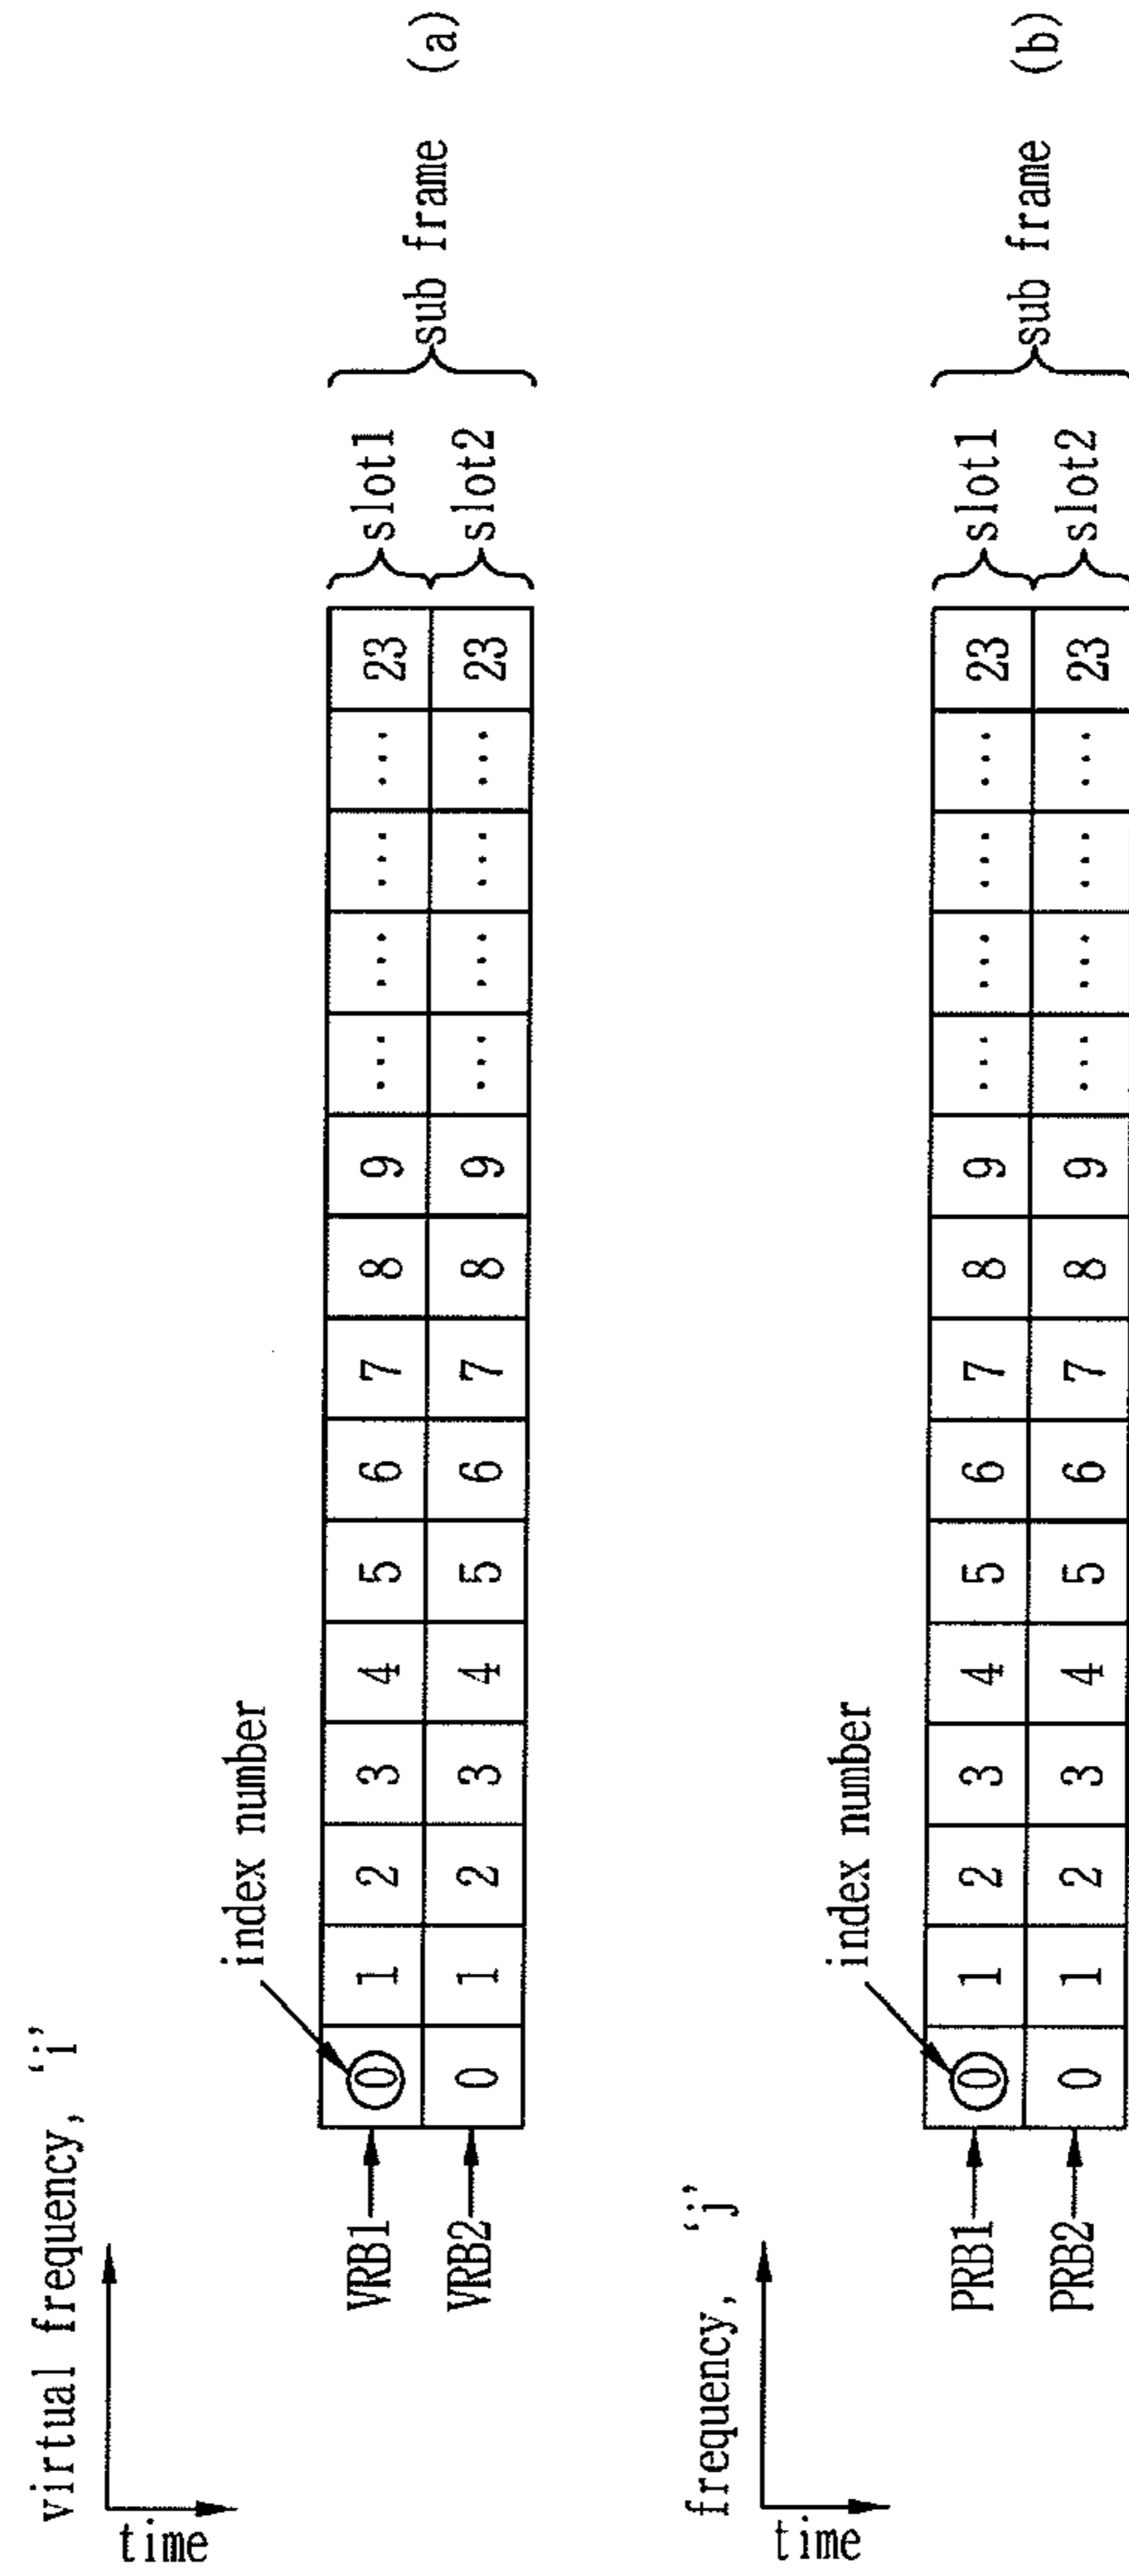 virtual frequency, ‘i’
time
index number
VRB1 0 1 2 3 4 5 6 7 8 9 ... ... ... ... 23 slot1
VRB2 0 1 2 3 4 5 6 7 8 9 ... ... ... ... 23 slot2
sub frame (a)
frequency, ‘j’
time
index number
PRB1 0 1 2 3 4 5 6 7 8 9 ... ... ... ... 23 slot1
PRB2 0 1 2 3 4 5 6 7 8 9 ... ... ... ... 23 slot2
sub frame (b)